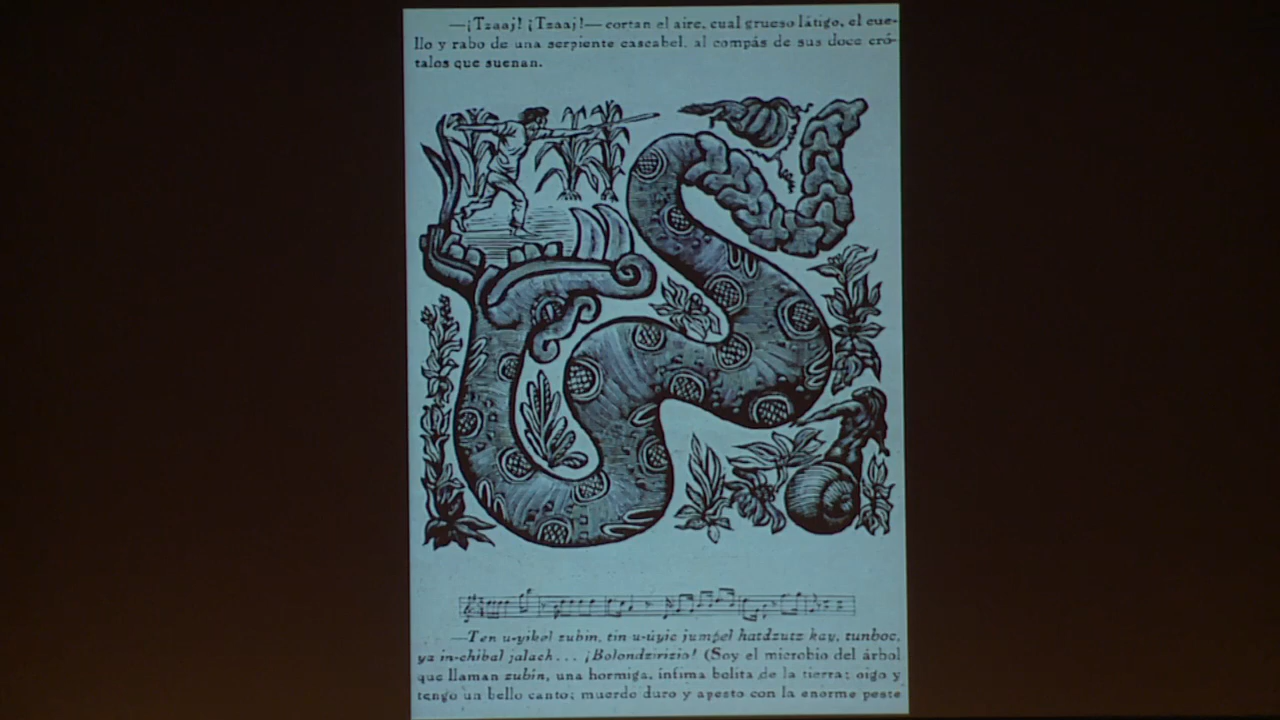 —¡Tzaaj! ¡Tzaaj!— cortan el aire, cual grueso látigo, el cue-
llo y rabo de una serpiente cascabel, al compás de sus doce cró-
talos que suenan.
—Ten u-yikel zubin, tin u-úyic jumpel hatdzutz kay, tunboc,
ya in-chibal jalach... ¡Bolondzirizio! (Soy el microbio del árbol
que llaman zubin, una hormiga, ínfima bolita de la tierra; oigo y
tengo un bello canto; muerdo duro y apesto con la enorme peste